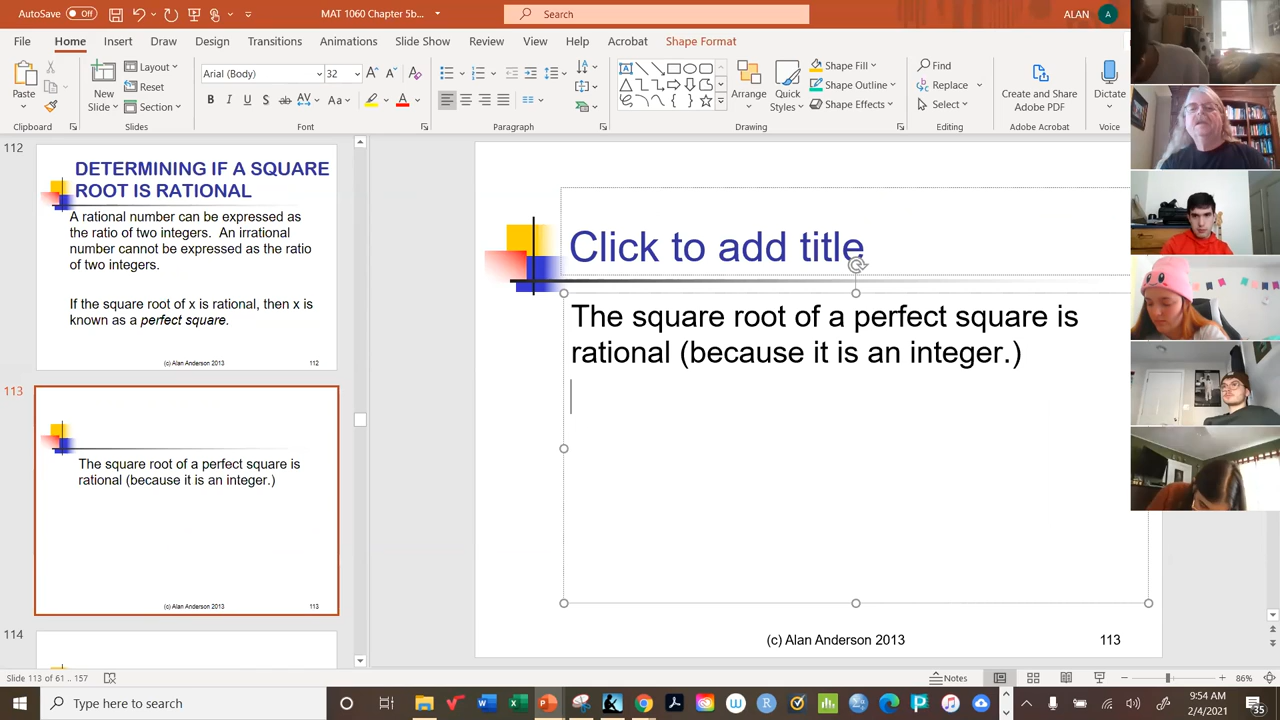 AutoSave Off
MAT 1060 Chapter 5b...
Search
ALAN A
File Home Insert Draw Design Transitions Animations Slide Show Review View Help Acrobat Shape Format
Paste
Clipboard
New Slide
Layout
Reset
Section
Slides
Arial (Body) 32
Font
Paragraph
Arrange
Quick Styles
Shape Fill
Shape Outline
Shape Effects
Drawing
Find
Replace
Select
Editing
Create and Share Adobe PDF
Adobe Acrobat
Dictate
Voice
112
DETERMINING IF A SQUARE
ROOT IS RATIONAL
A rational number can be expressed as
the ratio of two integers. An irrational
number cannot be expressed as the ratio
of two integers.
If the square root of x is rational, then x is
known as a perfect square.
(c) Alan Anderson 2013 112
113
The square root of a perfect square is
rational (because it is an integer.)
(c) Alan Anderson 2013 113
114
Click to add title
The square root of a perfect square is
rational (because it is an integer.)
(c) Alan Anderson 2013 113
Slide 113 of 61 .. 157
Notes
86%
Type here to search
9:54 AM
2/4/2021
35